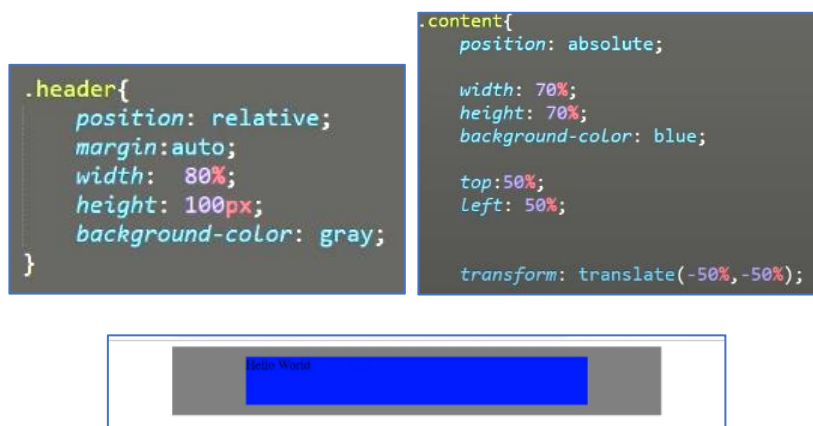 .header{
position: relative;
margin:auto;
width: 80%;
height: 100px;
background-color: gray;
}
.content{
position: absolute;
width: 70%;
height: 70%;
background-color: blue;
top:50%;
left: 50%;
transform: translate(-50%,-50%);
Hello World